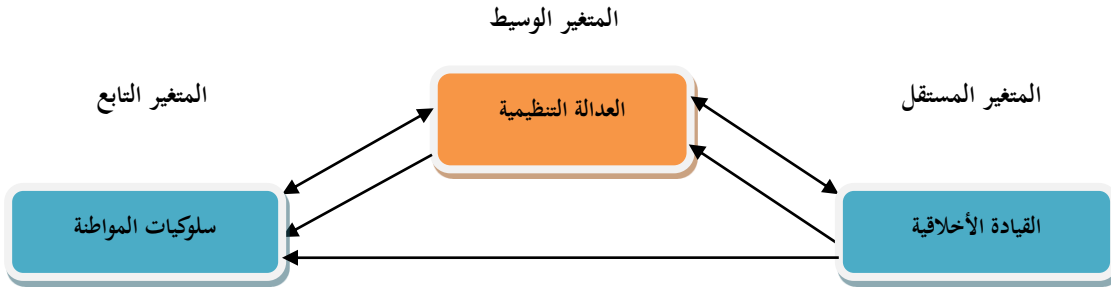 المتغير الوسيط
المتغير المستقل
المتغير التابع
العدالة التنظيمية
القيادة الأخلاقية
سلوكيات المواطنة